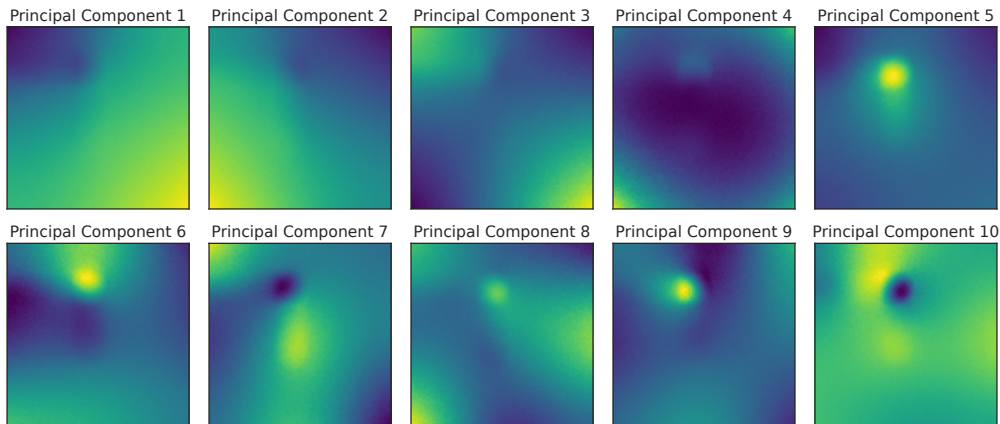 Principal Component 1
Principal Component 2
Principal Component 3
Principal Component 4
Principal Component 5
Principal Component 6
Principal Component 7
Principal Component 8
Principal Component 9
Principal Component 10